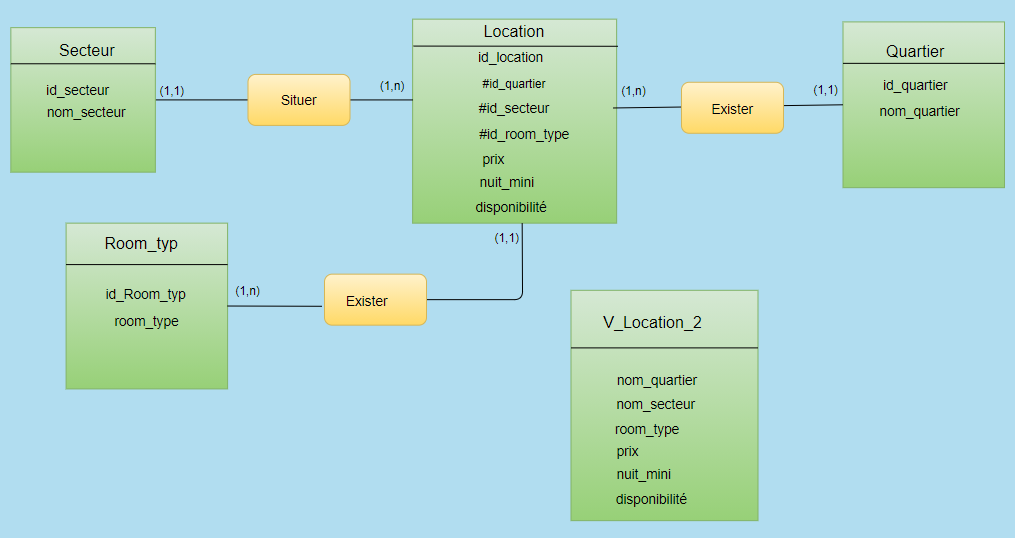 Secteur
id_secteur
nom_secteur
(1,1)
Situer
(1,n)
Location
id_location
#id_quartier
#id_secteur
#id_room_type
prix
nuit_mini
disponibilité
(1,n)
Exister
(1,1)
Quartier
id_quartier
nom_quartier
Room_typ
id_Room_typ
room_type
(1,n)
Exister
(1,1)
V_Location_2
nom_quartier
nom_secteur
room_type
prix
nuit_mini
disponibilité